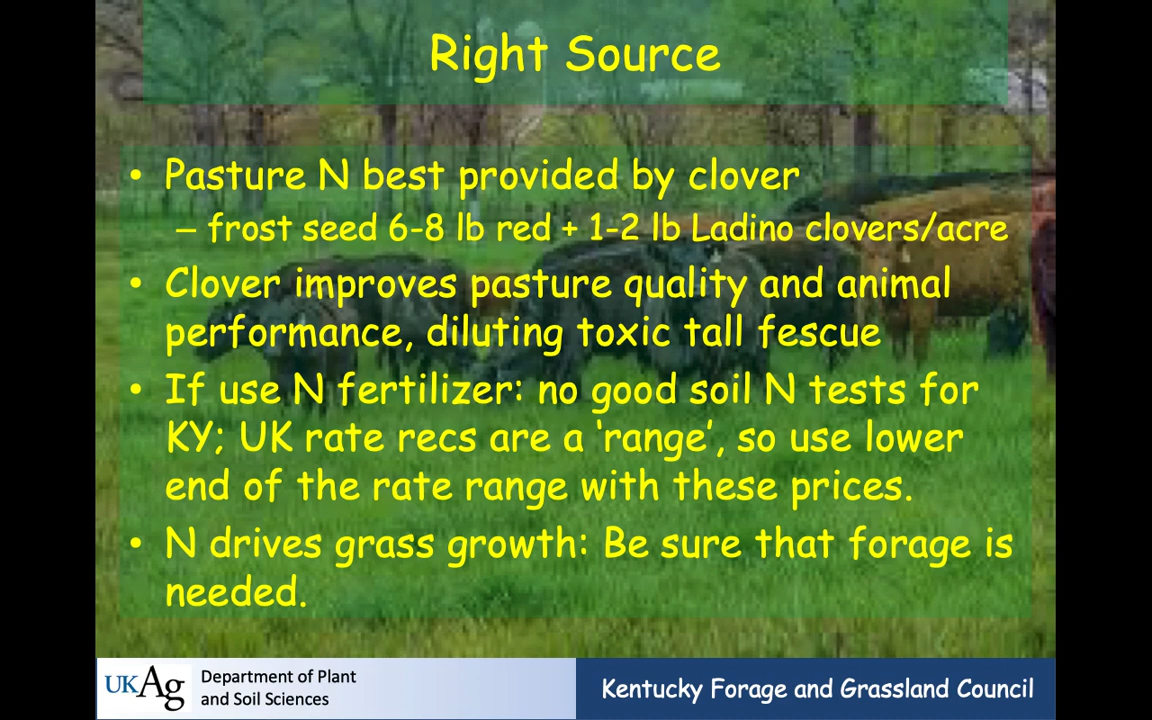 Right Source
• Pasture N best provided by clover
– frost seed 6-8 lb red + 1-2 lb Ladino clovers/acre
• Clover improves pasture quality and animal
performance, diluting toxic tall fescue
• If use N fertilizer: no good soil N tests for
KY; UK rate recs are a ‘range’, so use lower
end of the rate range with these prices.
• N drives grass growth: Be sure that forage is
needed.
UKAg
Department of Plant
and Soil Sciences
Kentucky Forage and Grassland Council